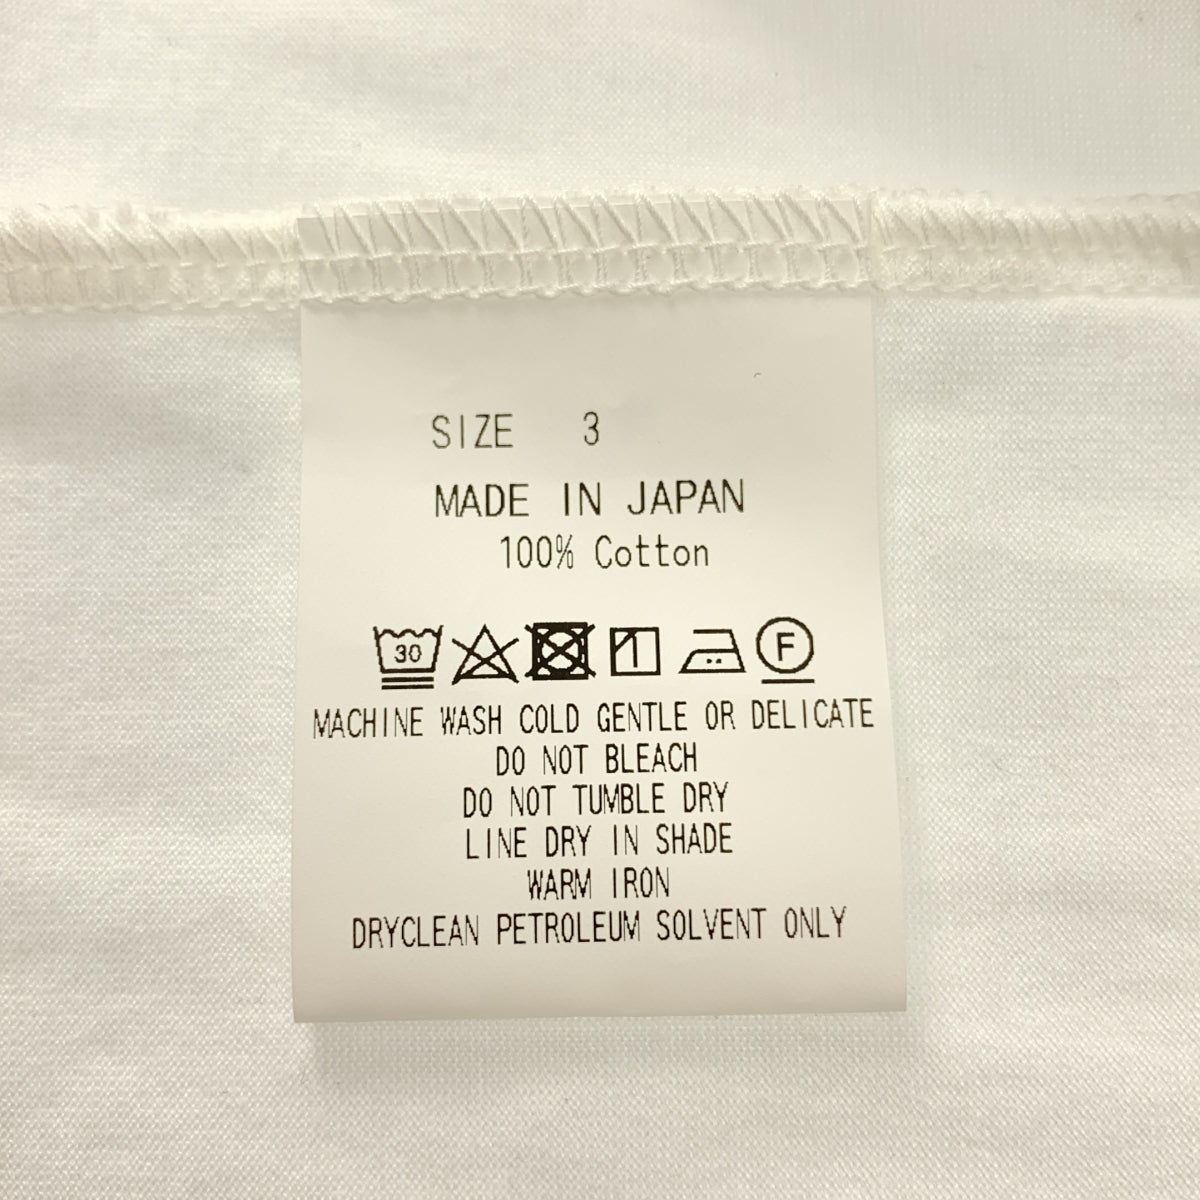 SIZE 3
MADE IN JAPAN
100% Cotton
30 F
MACHINE WASH COLD GENTLE OR DELICATE
DO NOT BLEACH
DO NOT TUMBLE DRY
LINE DRY IN SHADE
WARM IRON
DRYCLEAN PETROLEUM SOLVENT ONLY